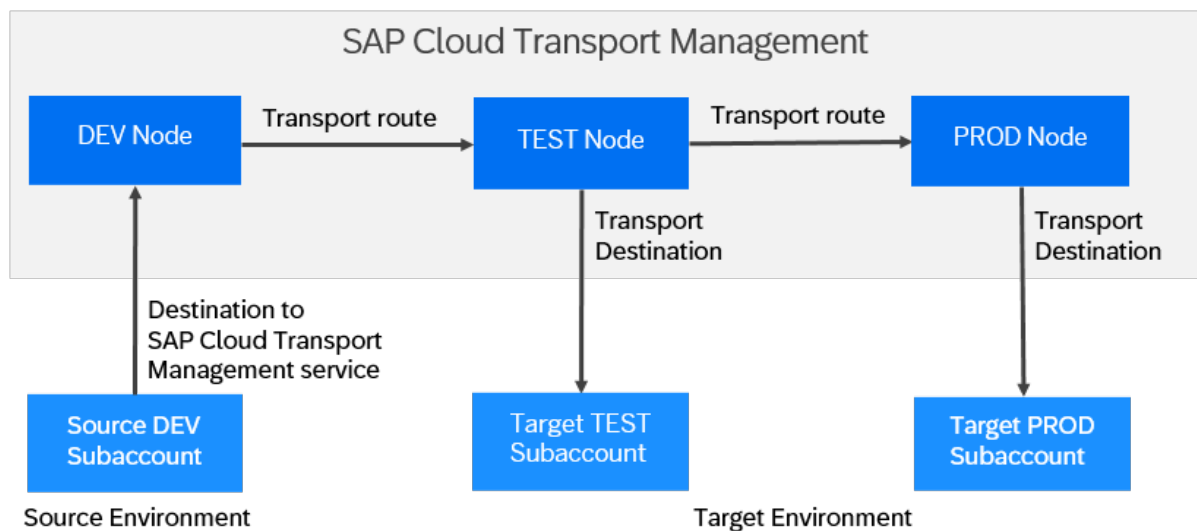 SAP Cloud Transport Management
DEV Node
Transport route
TEST Node
Transport route
PROD Node
Transport
Destination
Transport
Destination
Destination to
SAP Cloud Transport
Management service
Source DEV
Subaccount
Target TEST
Subaccount
Target PROD
Subaccount
Source Environment
Target Environment